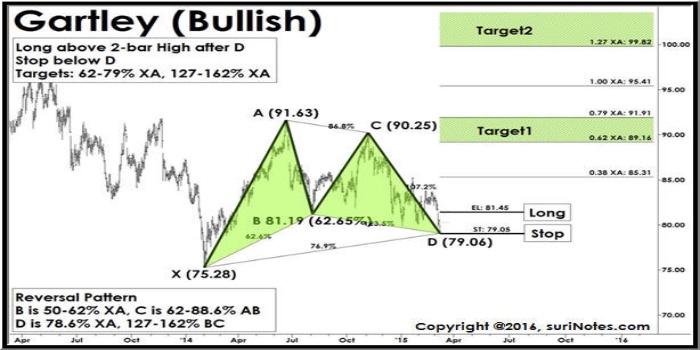 Gartley (Bullish)
Long above 2-bar High after D
Stop below D
Targets: 62-79% XA, 127-162% XA
Target2
1.27 XA: 99.82
100.00
1.00 XA: 95.41
95.00
0.79 XA: 91.91
Target1
90.00
0.62 XA: 89.16
0.38 XA: 85.31
85.00
A (91.63)
86.8%
C (90.25)
107.2%
B 81.19 (62.65%)
123.5%
62.6%
76.9%
X (75.28)
D (79.06)
EL: 81.45
Long
80.00
ST: 79.05
Stop
75.00
70.00
Reversal Pattern
B is 50-62% XA, C is 62-88.6% AB
D is 78.6% XA, 127-162% BC
Copyright @2016, suriNotes.com
Apr
Jul
Oct
'14
Apr
Jul
Oct
'15
Apr
Jul
Oct
'16